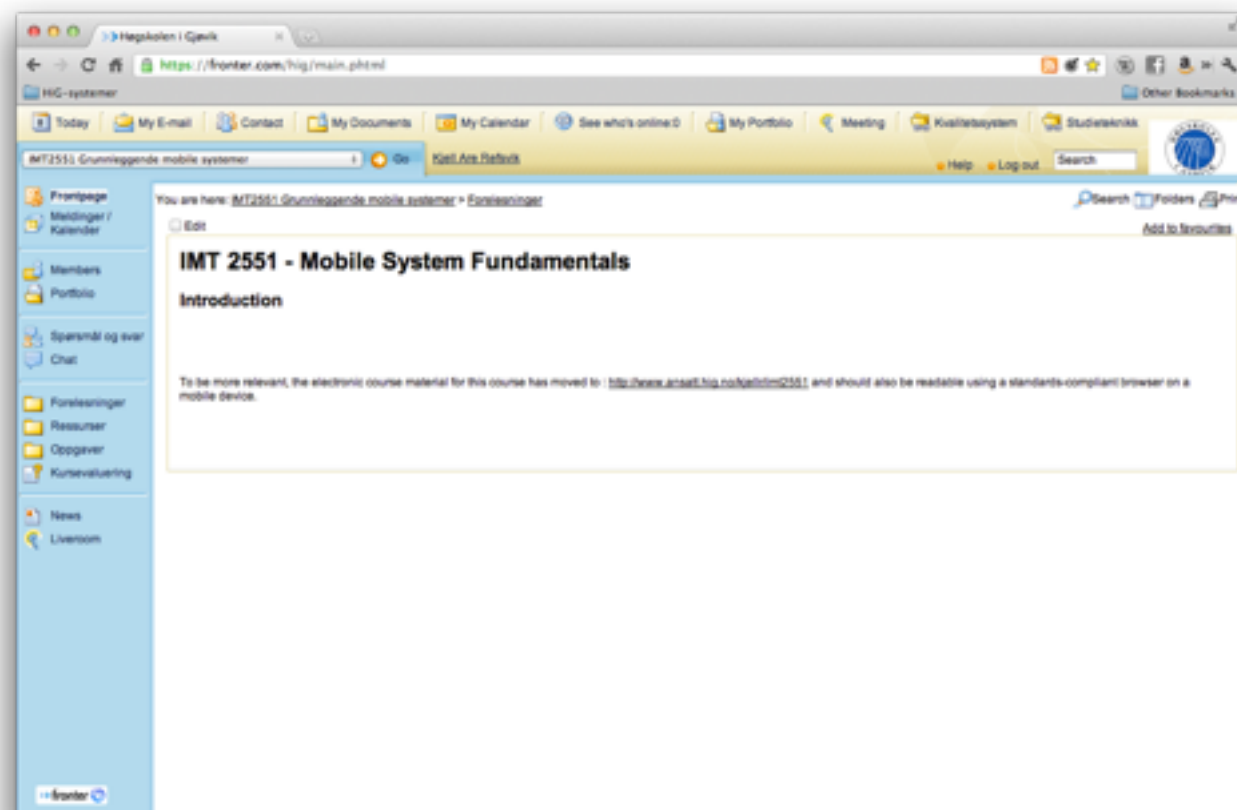 Høgskolen i Gjøvik
https://fronter.com/hig/main.phtml
HiG-systemer
Other Bookmarks
Today My E-mail Contact My Documents My Calendar See who's online:0 My Portfolio Meeting Kvalitetssystem Studieteknikk
IMT2551 Grunnleggende mobile systemer Go Kjell Are Refsvik Help Log out Search
Frontpage
Meldinger /
Kalender
Members
Portfolio
Spørsmål og svar
Chat
Forelesninger
Ressurser
Oppgaver
Kursevaluering
News
Liveroom
fronter
You are here: IMT2551 Grunnleggende mobile systemer > Forelesninger
Search Folders Prin
Edit
Add to favourites
IMT 2551 - Mobile System Fundamentals
Introduction
To be more relevant, the electronic course material for this course has moved to : http://www.ansatt.hig.no/kjellr/imt2551 and should also be readable using a standards-compliant browser on a
mobile device.